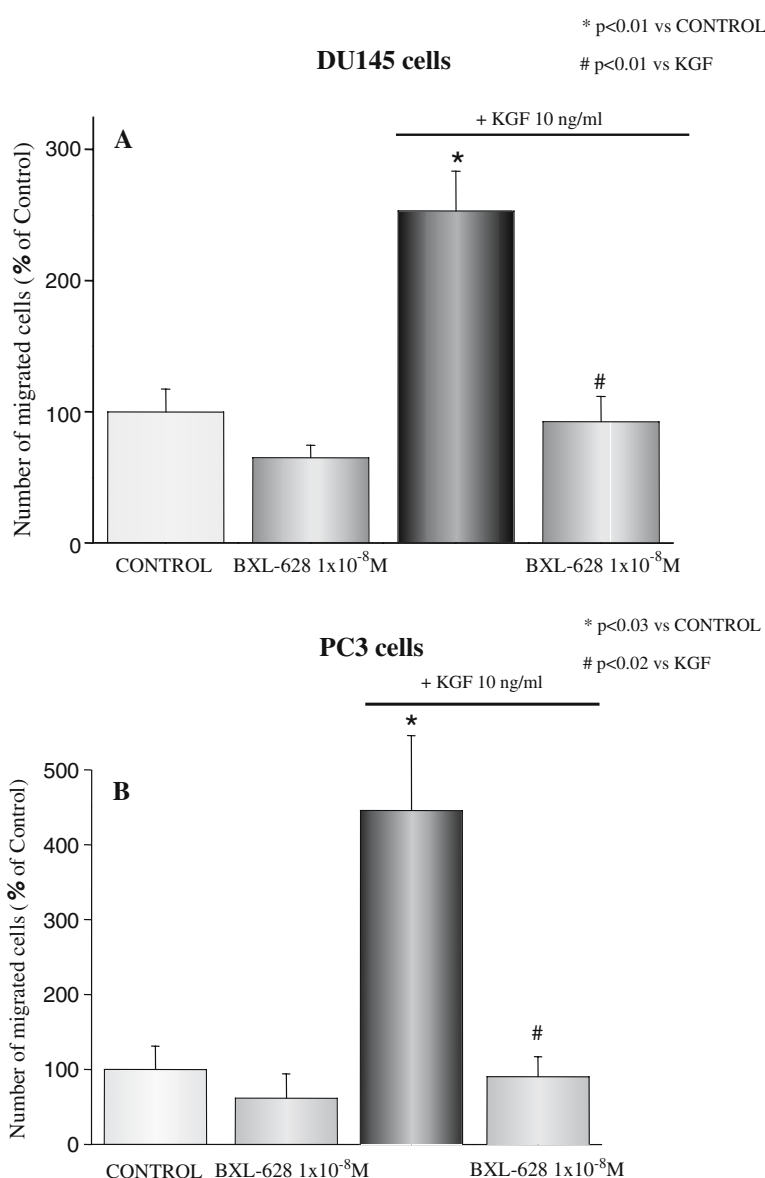 * p<0.01 vs CONTROL
DU145 cells
# p<0.01 vs KGF
+ KGF 10 ng/ml
A
*
#
Number of migrated cells (% of Control)
300
200
100
0
CONTROL BXL-628 1x10⁻⁸M BXL-628 1x10⁻⁸M
* p<0.03 vs CONTROL
PC3 cells
# p<0.02 vs KGF
+ KGF 10 ng/ml
*
B
#
Number of migrated cells (% of Control)
500
400
300
200
100
0
CONTROL BXL-628 1x10⁻⁸M BXL-628 1x10⁻⁸M